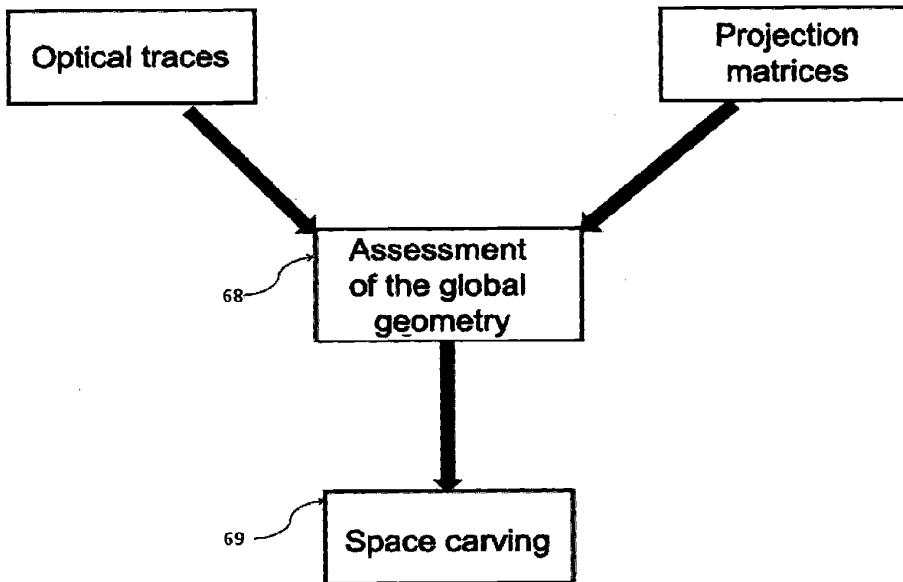 Optical traces
Projection
matrices
Assessment
of the global
geometry
68
Space carving
69